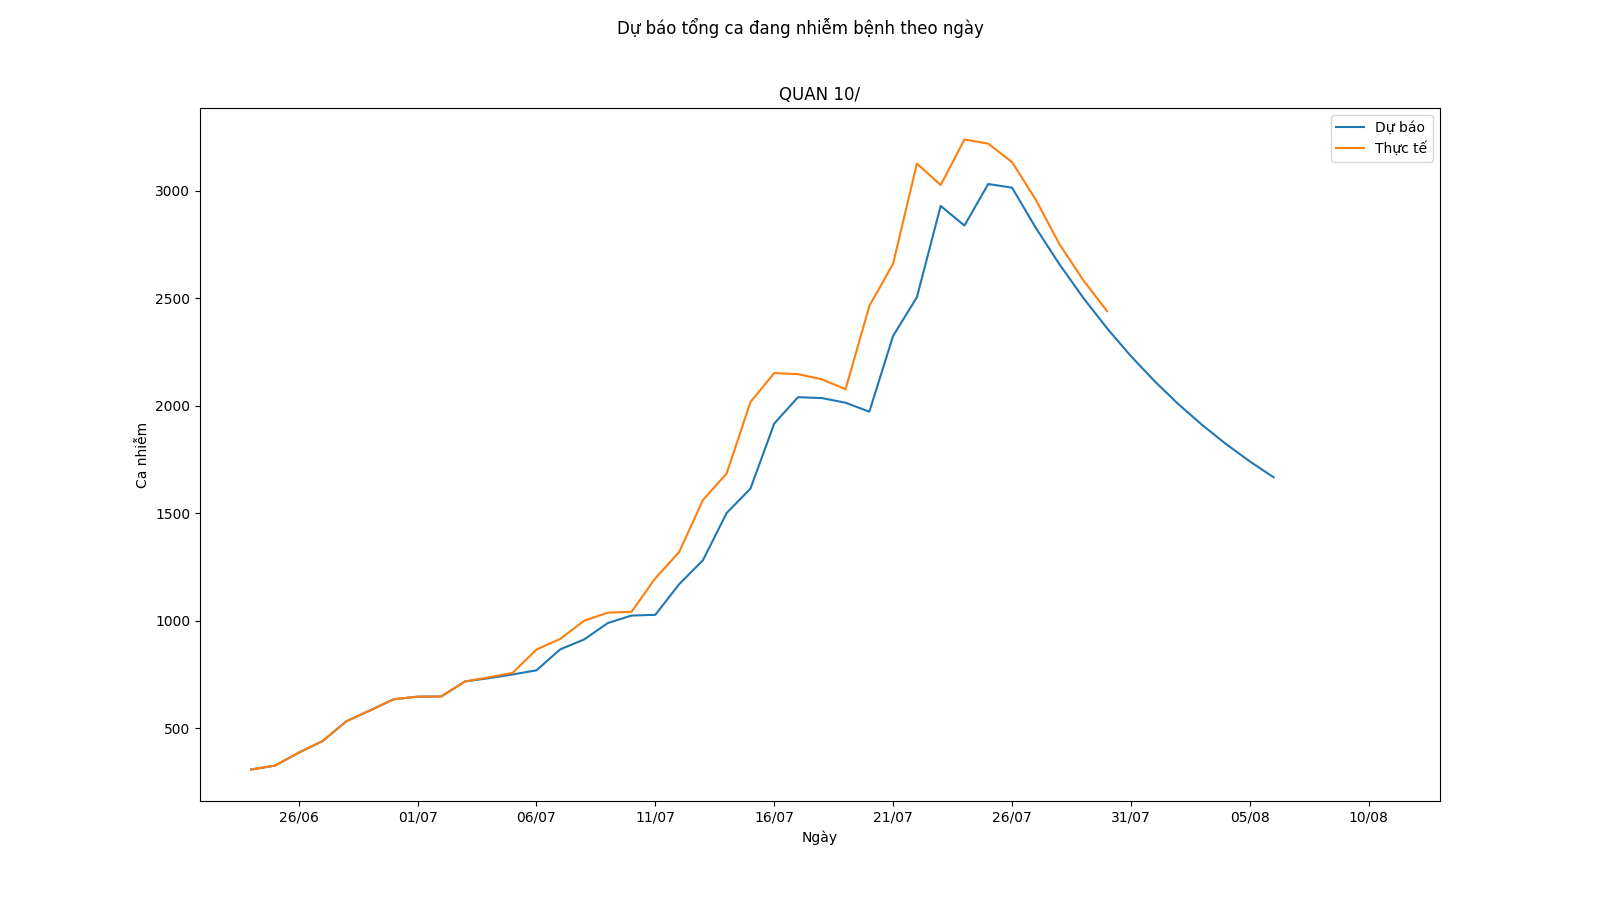 Dự báo tổng ca đang nhiễm bệnh theo ngày
QUAN 10/
Dự báo
Thực tế
3000
2500
2000
1500
1000
500
Ca nhiễm
26/06
01/07
06/07
11/07
16/07
21/07
26/07
31/07
05/08
10/08
Ngày